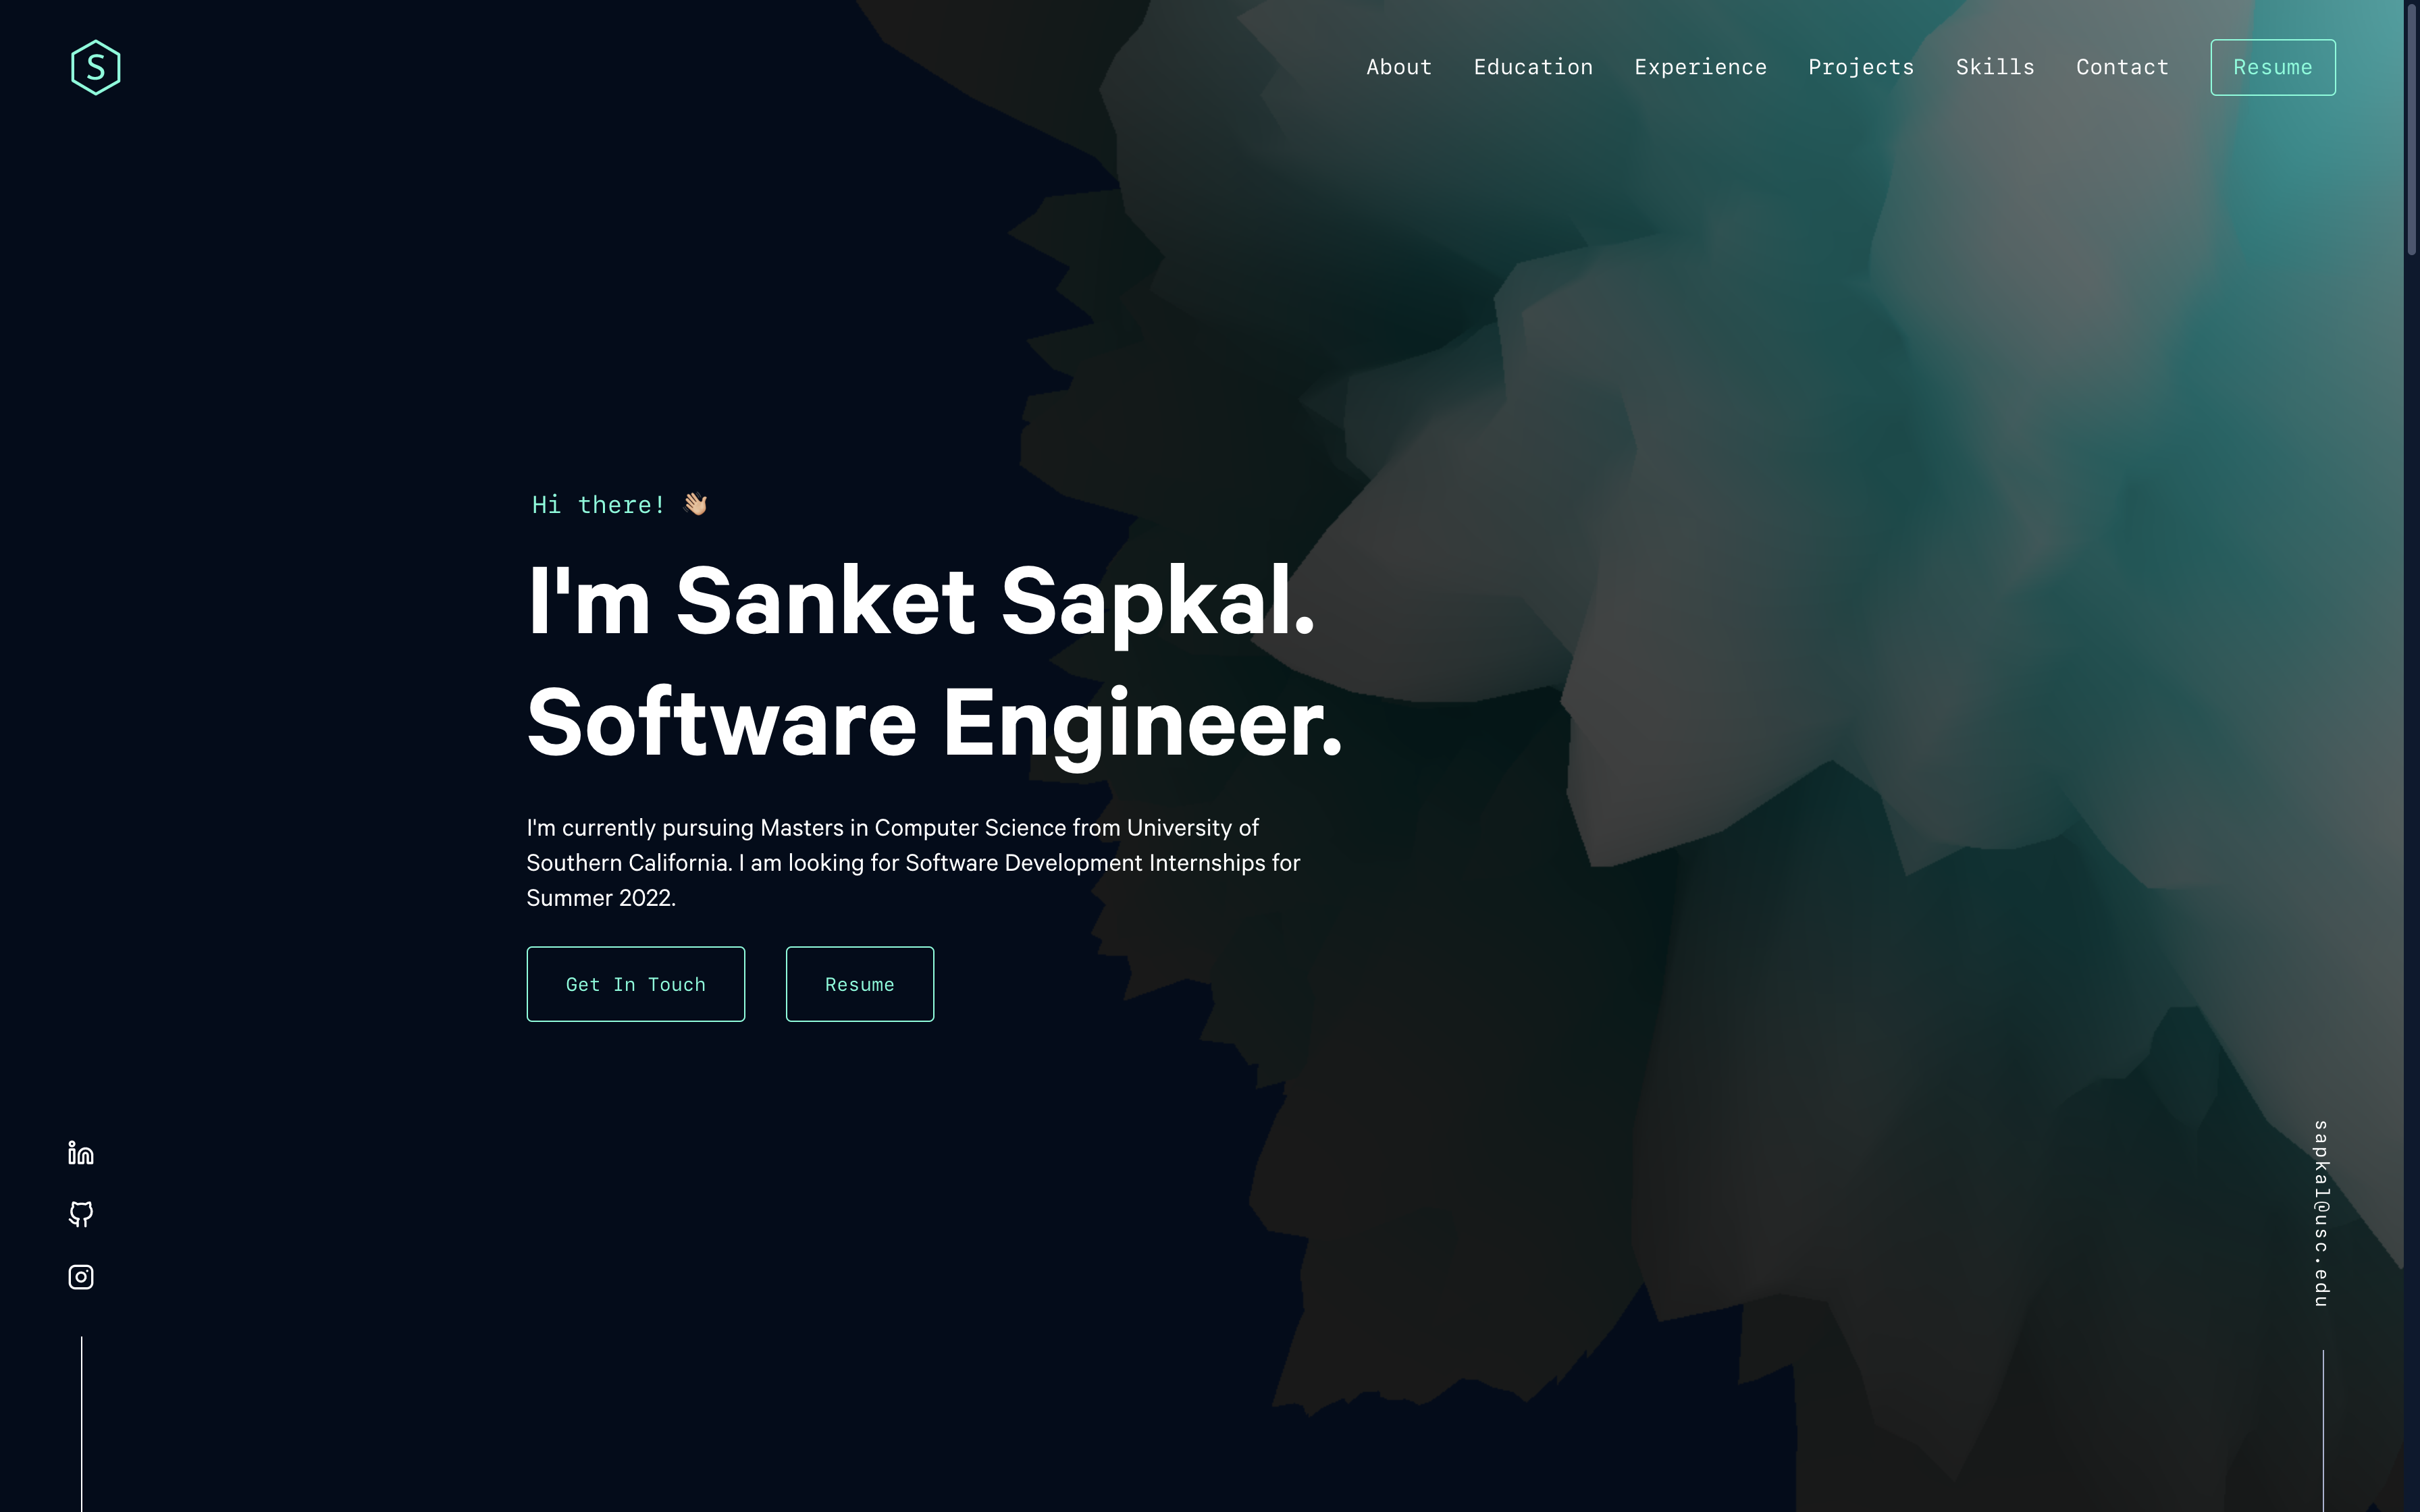 S
About Education Experience Projects Skills Contact Resume
Hi there! 👋🏼
I'm Sanket Sapkal.
Software Engineer.
I'm currently pursuing Masters in Computer Science from University of
Southern California. I am looking for Software Development Internships for
Summer 2022.
Get In Touch Resume
in
sapkal@usc.edu